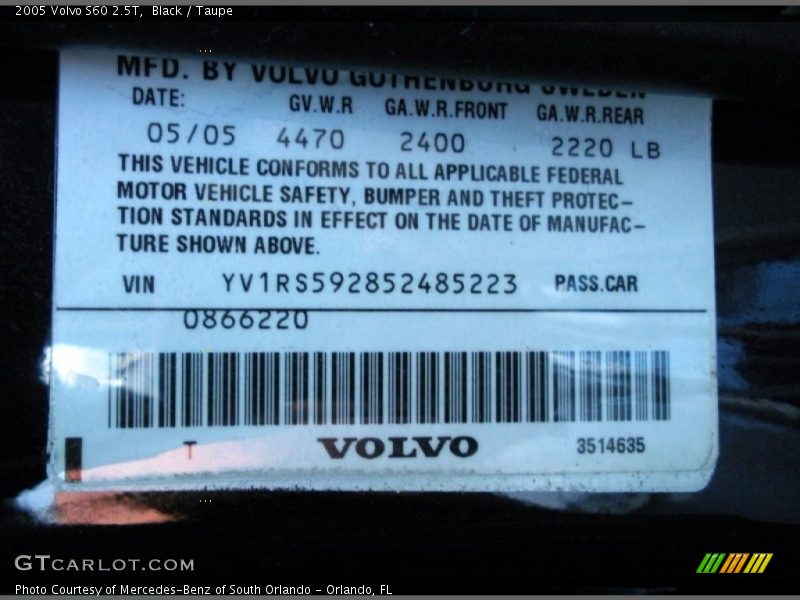 2005 Volvo S60 2.5T, Black / Taupe
MFD. BY VOLVO GOTHENBURG SWEDEN
DATE: GV.W.R GA.W.R.FRONT GA.W.R.REAR
05/05 4470 2400 2220 LB
THIS VEHICLE CONFORMS TO ALL APPLICABLE FEDERAL
MOTOR VEHICLE SAFETY, BUMPER AND THEFT PROTEC-
TION STANDARDS IN EFFECT ON THE DATE OF MANUFAC-
TURE SHOWN ABOVE.
VIN YV1RS592852485223 PASS.CAR
0866220
T VOLVO 3514635
GTCARLOT.COM
Photo Courtesy of Mercedes-Benz of South Orlando - Orlando, FL